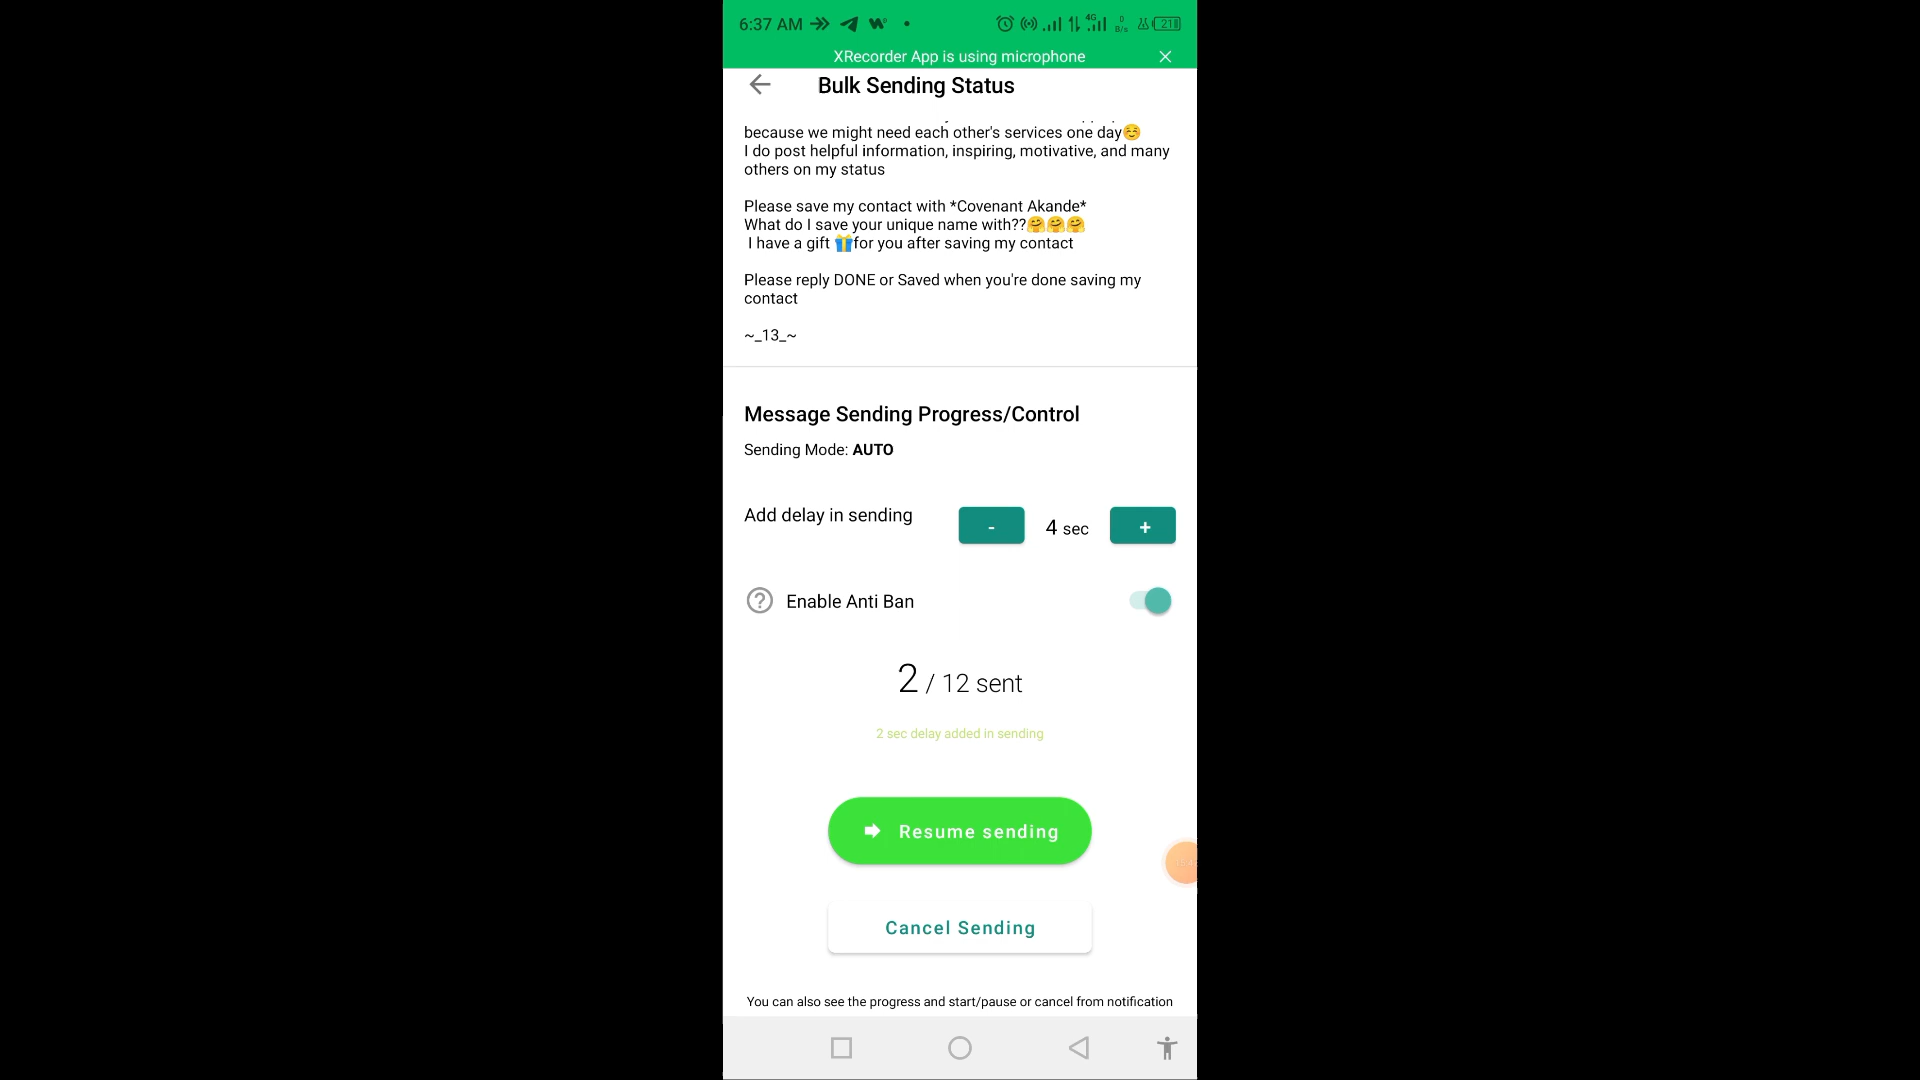 6:37 AM
4G
0
B/s
21
XRecorder App is using microphone
Bulk Sending Status
because we might need each other's services one day☺️
I do post helpful information, inspiring, motivative, and many
others on my status
Please save my contact with *Covenant Akande*
What do I save your unique name with??🤗🤗🤗
I have a gift 🎁for you after saving my contact
Please reply DONE or Saved when you're done saving my
contact
~_13_~
Message Sending Progress/Control
Sending Mode: AUTO
Add delay in sending - 4 sec +
Enable Anti Ban
2 / 12 sent
2 sec delay added in sending
Resume sending
Cancel Sending
You can also see the progress and start/pause or cancel from notification